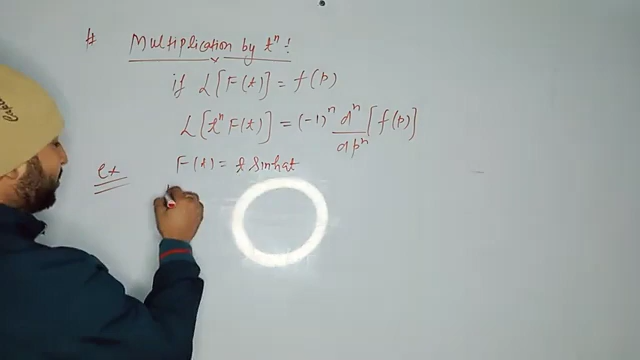 # Multiplication by tⁿ :
if L[F(t)] = f(p)
L[tⁿ F(t)] = (-1)ⁿ dⁿ/dpⁿ [f(p)]
Ex F(t) = t Sinhat